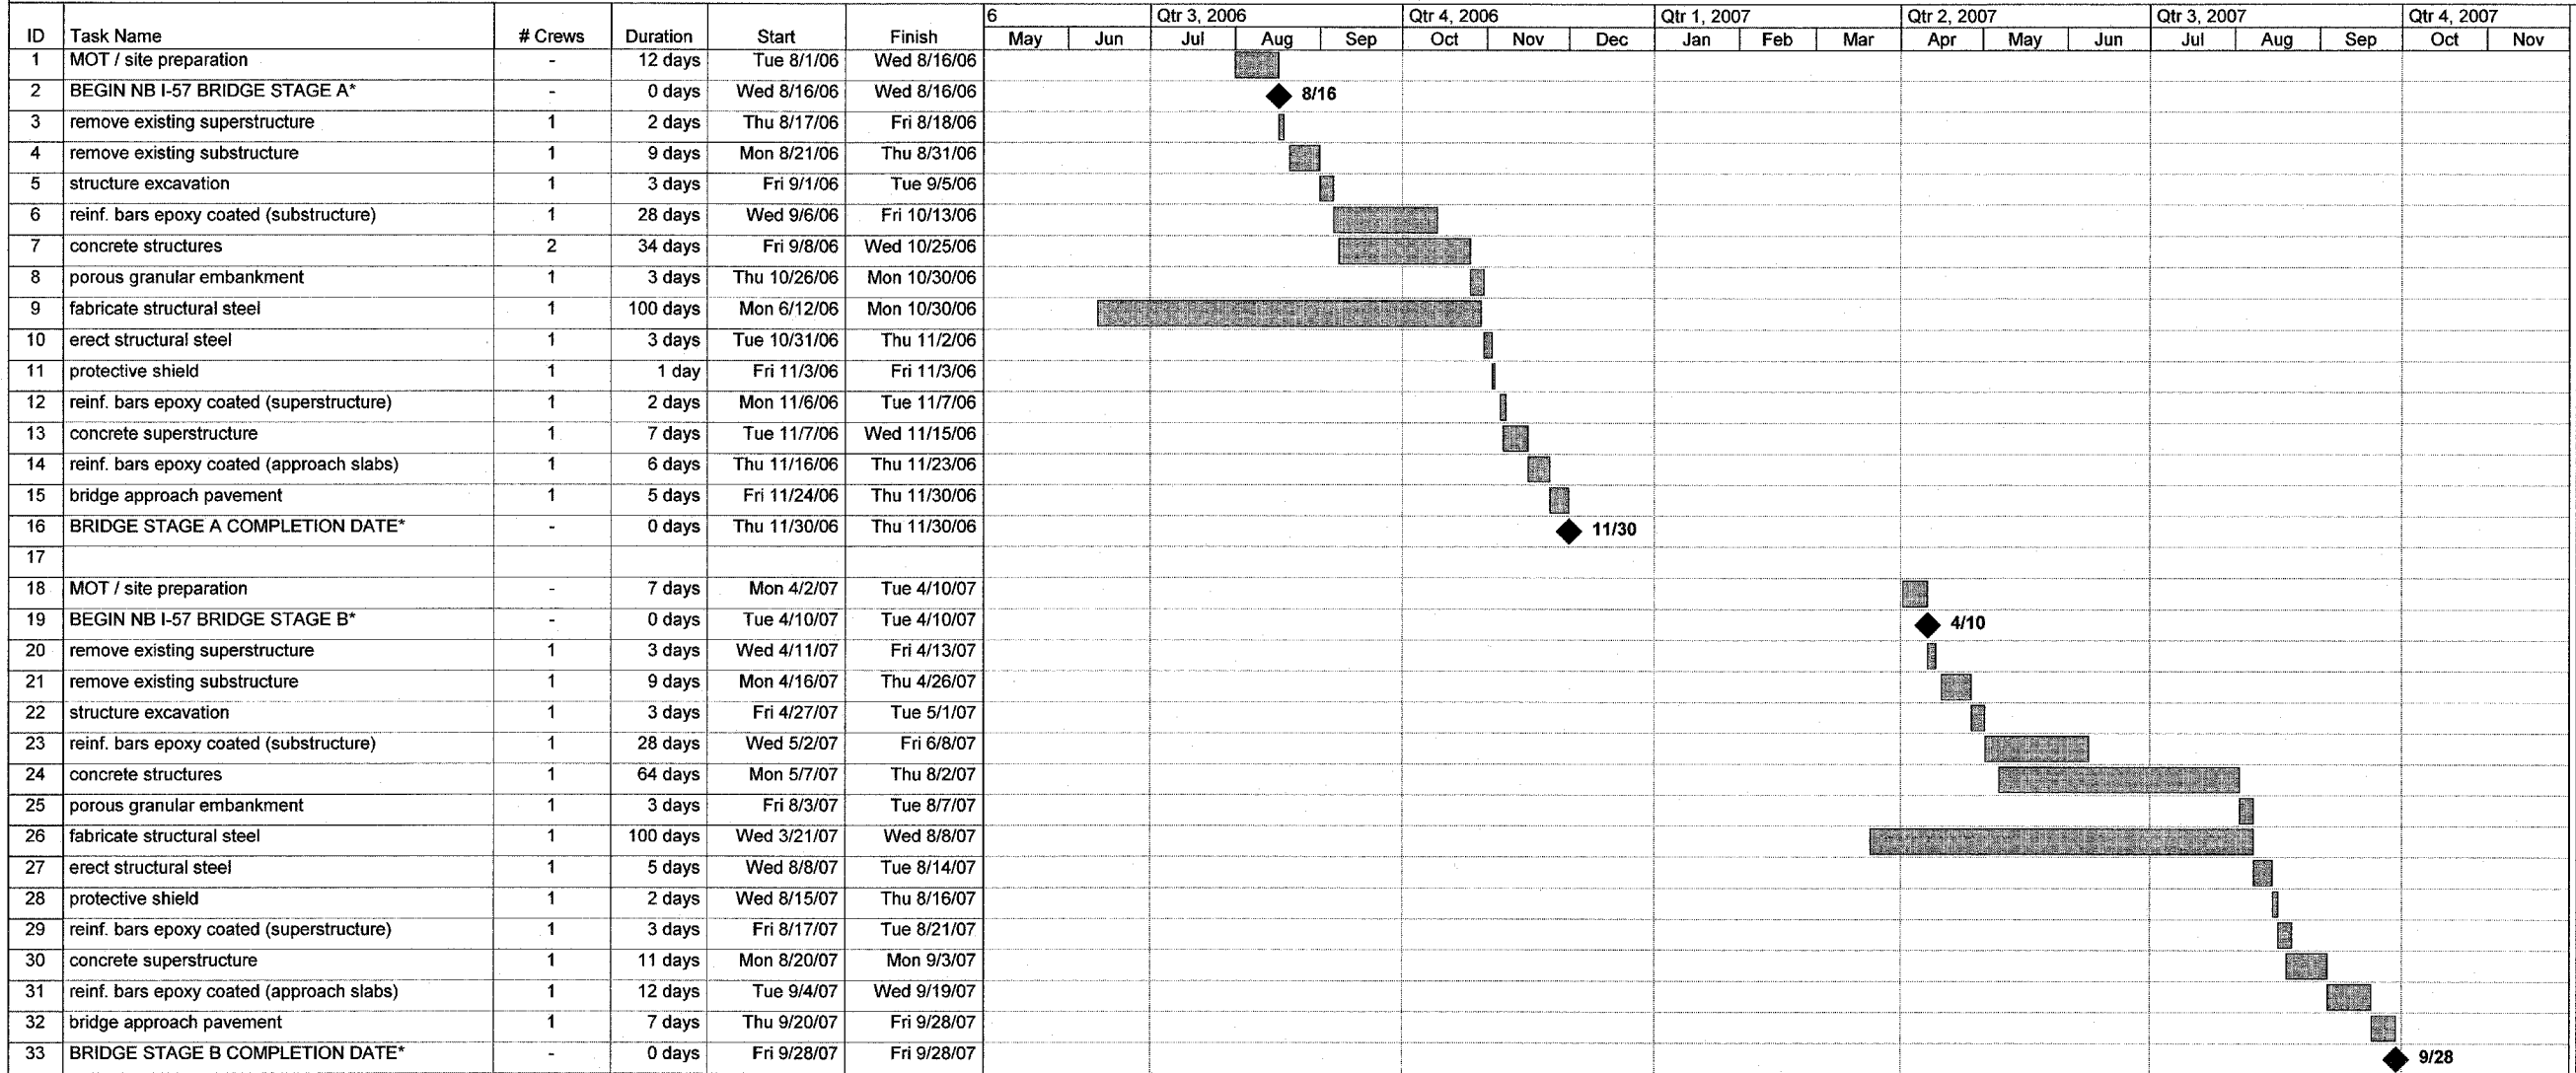 6 Qtr 3, 2006 Qtr 4, 2006 Qtr 1, 2007 Qtr 2, 2007 Qtr 3, 2007 Qtr 4, 2007
ID Task Name # Crews Duration Start Finish May Jun Jul Aug Sep Oct Nov Dec Jan Feb Mar Apr May Jun Jul Aug Sep Oct Nov
1 MOT / site preparation - 12 days Tue 8/1/06 Wed 8/16/06
2 BEGIN NB I-57 BRIDGE STAGE A* - 0 days Wed 8/16/06 Wed 8/16/06 8/16
3 remove existing superstructure 1 2 days Thu 8/17/06 Fri 8/18/06
4 remove existing substructure 1 9 days Mon 8/21/06 Thu 8/31/06
5 structure excavation 1 3 days Fri 9/1/06 Tue 9/5/06
6 reinf. bars epoxy coated (substructure) 1 28 days Wed 9/6/06 Fri 10/13/06
7 concrete structures 2 34 days Fri 9/8/06 Wed 10/25/06
8 porous granular embankment 1 3 days Thu 10/26/06 Mon 10/30/06
9 fabricate structural steel 1 100 days Mon 6/12/06 Mon 10/30/06
10 erect structural steel 1 3 days Tue 10/31/06 Thu 11/2/06
11 protective shield 1 1 day Fri 11/3/06 Fri 11/3/06
12 reinf. bars epoxy coated (superstructure) 1 2 days Mon 11/6/06 Tue 11/7/06
13 concrete superstructure 1 7 days Tue 11/7/06 Wed 11/15/06
14 reinf. bars epoxy coated (approach slabs) 1 6 days Thu 11/16/06 Thu 11/23/06
15 bridge approach pavement 1 5 days Fri 11/24/06 Thu 11/30/06
16 BRIDGE STAGE A COMPLETION DATE* - 0 days Thu 11/30/06 Thu 11/30/06 11/30
17
18 MOT / site preparation - 7 days Mon 4/2/07 Tue 4/10/07
19 BEGIN NB I-57 BRIDGE STAGE B* - 0 days Tue 4/10/07 Tue 4/10/07 4/10
20 remove existing superstructure 1 3 days Wed 4/11/07 Fri 4/13/07
21 remove existing substructure 1 9 days Mon 4/16/07 Thu 4/26/07
22 structure excavation 1 3 days Fri 4/27/07 Tue 5/1/07
23 reinf. bars epoxy coated (substructure) 1 28 days Wed 5/2/07 Fri 6/8/07
24 concrete structures 1 64 days Mon 5/7/07 Thu 8/2/07
25 porous granular embankment 1 3 days Fri 8/3/07 Tue 8/7/07
26 fabricate structural steel 1 100 days Wed 3/21/07 Wed 8/8/07
27 erect structural steel 1 5 days Wed 8/8/07 Tue 8/14/07
28 protective shield 1 2 days Wed 8/15/07 Thu 8/16/07
29 reinf. bars epoxy coated (superstructure) 1 3 days Fri 8/17/07 Tue 8/21/07
30 concrete superstructure 1 11 days Mon 8/20/07 Mon 9/3/07
31 reinf. bars epoxy coated (approach slabs) 1 12 days Tue 9/4/07 Wed 9/19/07
32 bridge approach pavement 1 7 days Thu 9/20/07 Fri 9/28/07
33 BRIDGE STAGE B COMPLETION DATE* - 0 days Fri 9/28/07 Fri 9/28/07 9/28